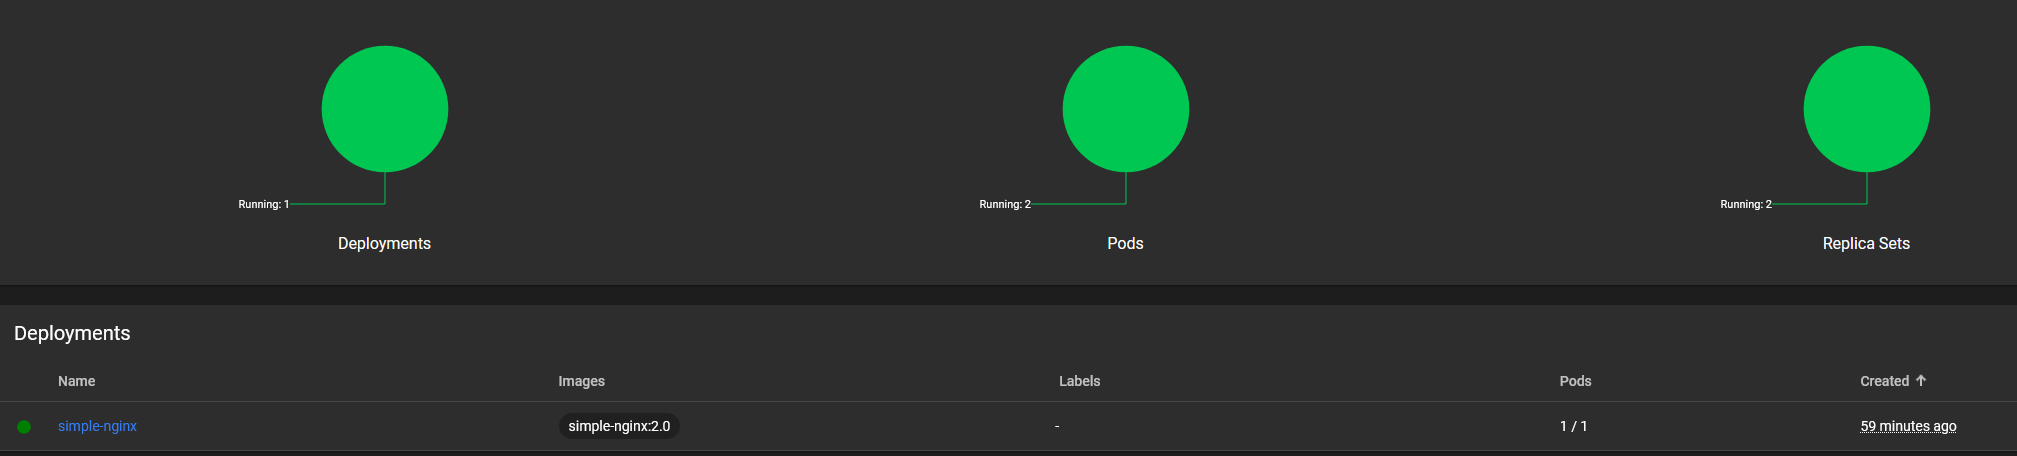 Running: 1
Running: 2
Running: 2
Deployments
Pods
Replica Sets
Deployments
Name Images Labels Pods Created ↑
simple-nginx simple-nginx:2.0 - 1 / 1 59 minutes ago